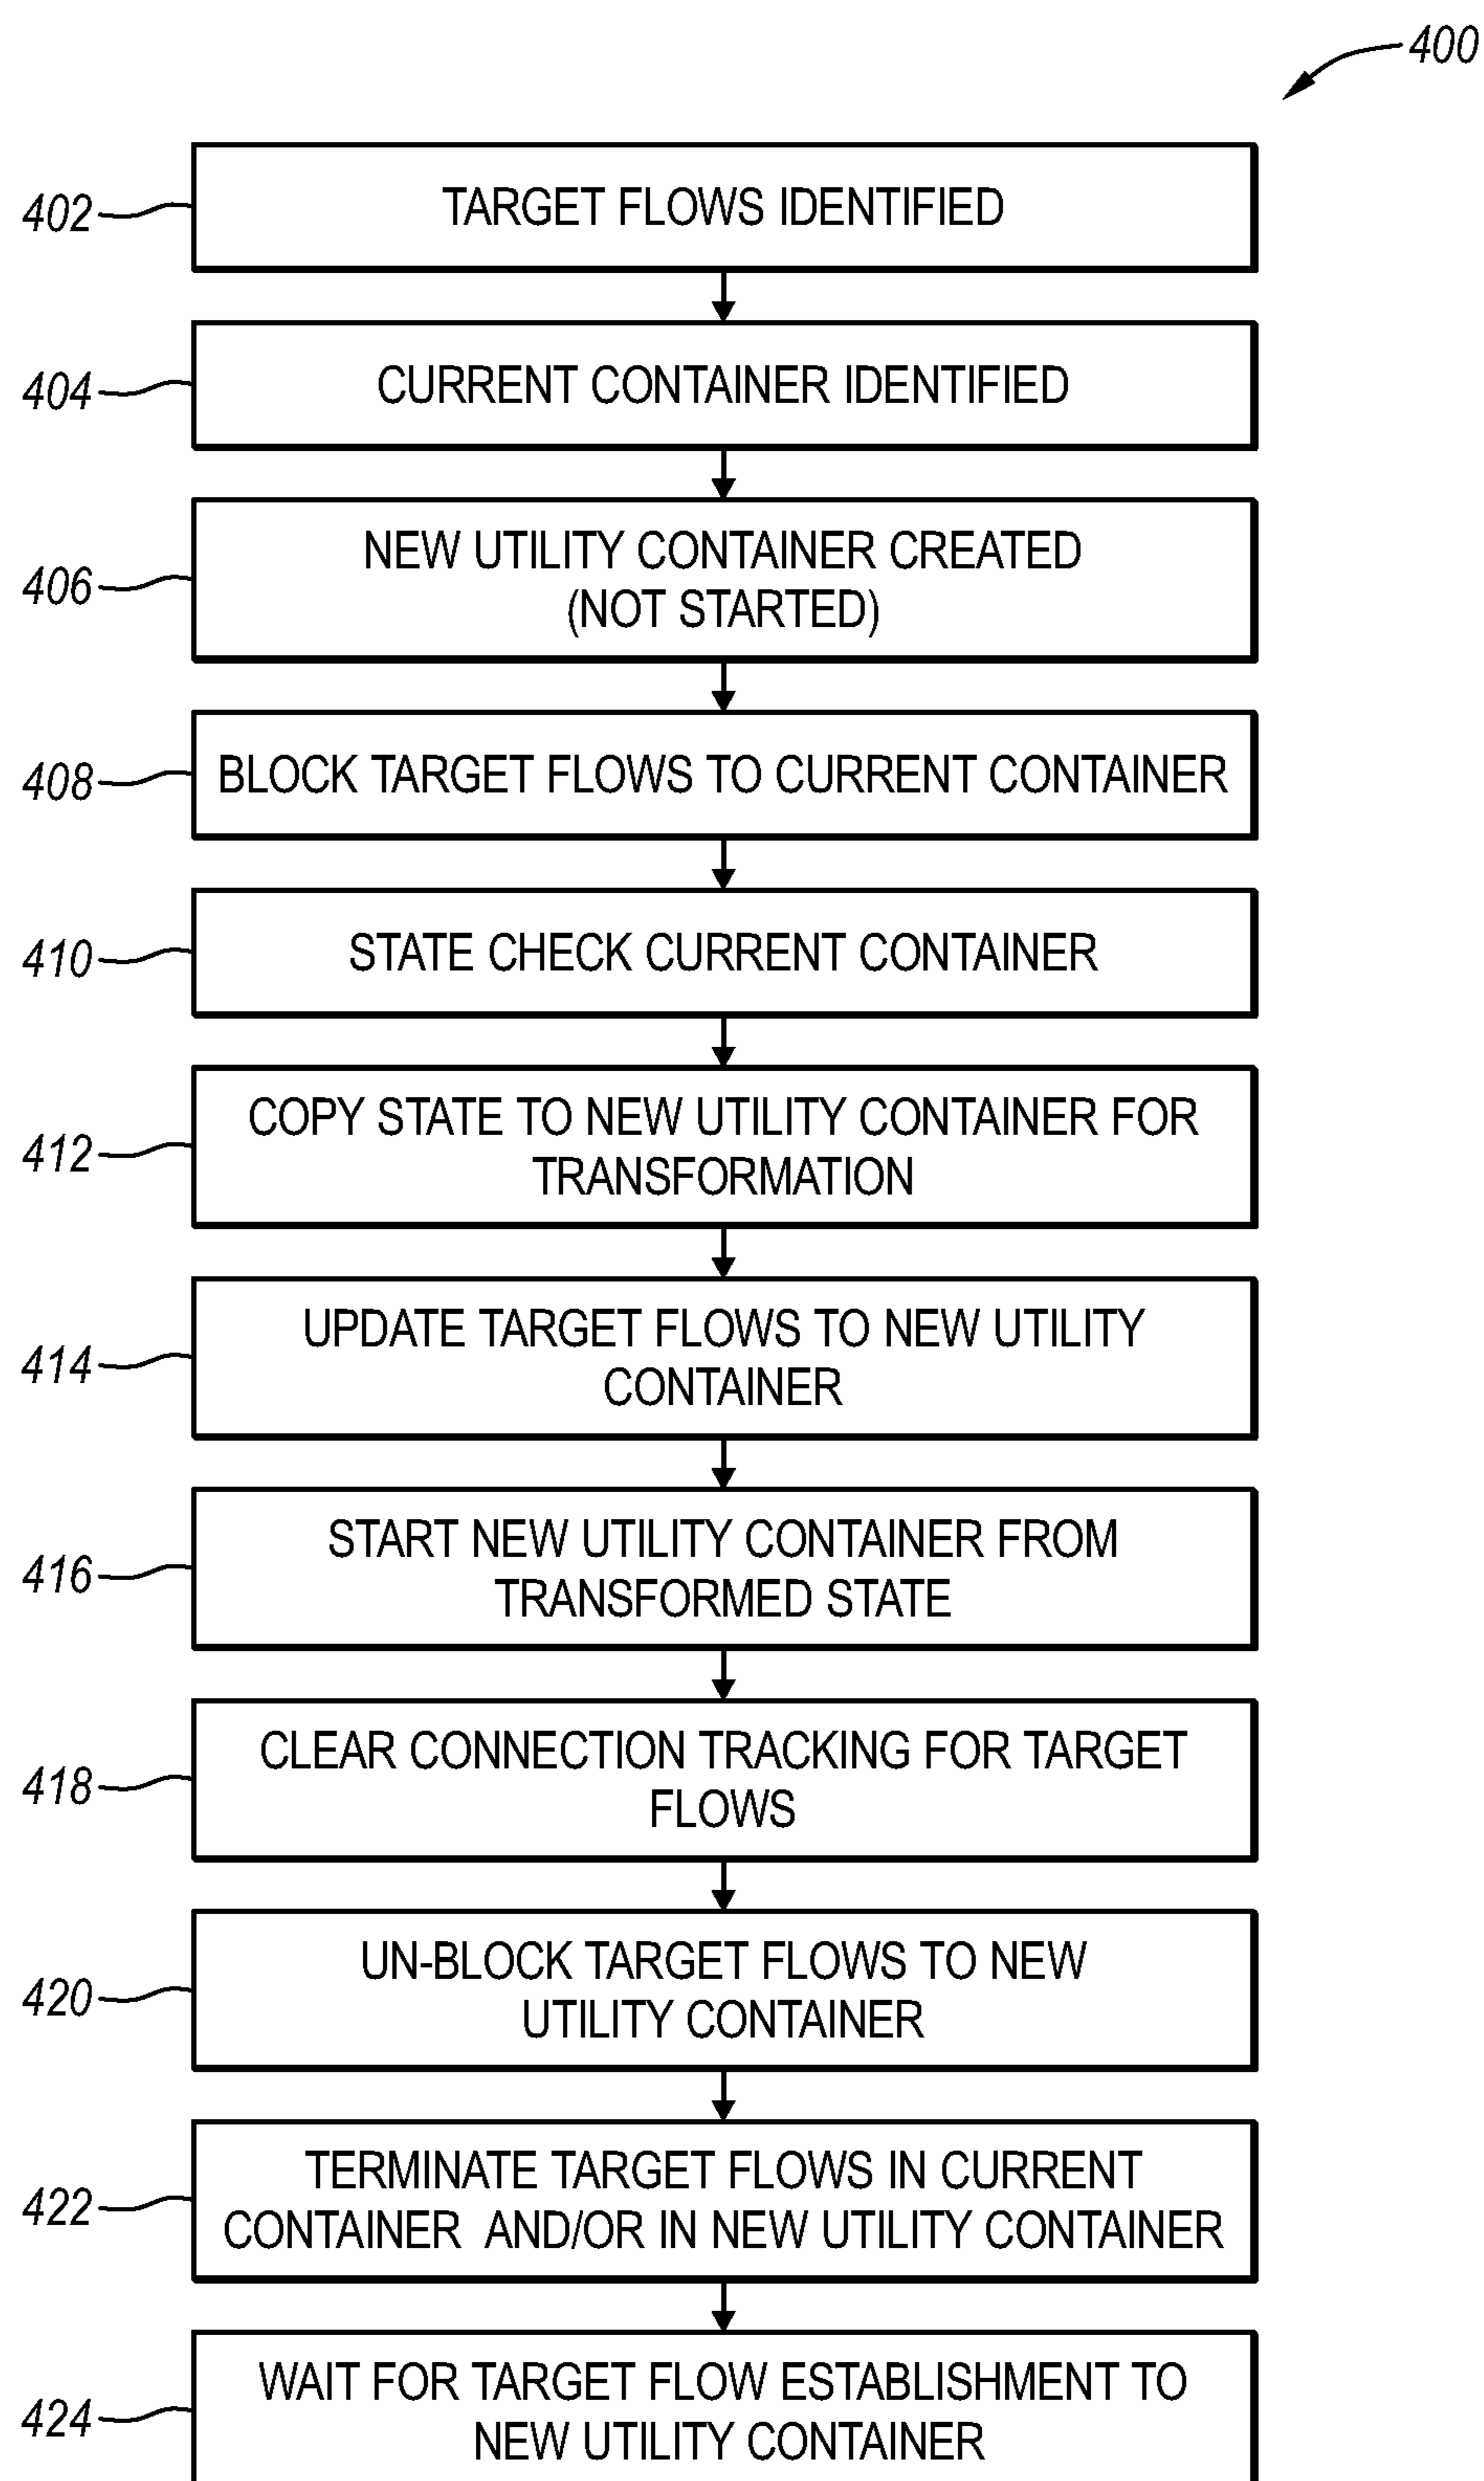 400
402
TARGET FLOWS IDENTIFIED
404
CURRENT CONTAINER IDENTIFIED
406
NEW UTILITY CONTAINER CREATED
(NOT STARTED)
408
BLOCK TARGET FLOWS TO CURRENT CONTAINER
410
STATE CHECK CURRENT CONTAINER
412
COPY STATE TO NEW UTILITY CONTAINER FOR
TRANSFORMATION
414
UPDATE TARGET FLOWS TO NEW UTILITY
CONTAINER
416
START NEW UTILITY CONTAINER FROM
TRANSFORMED STATE
418
CLEAR CONNECTION TRACKING FOR TARGET
FLOWS
420
UN-BLOCK TARGET FLOWS TO NEW
UTILITY CONTAINER
422
TERMINATE TARGET FLOWS IN CURRENT
CONTAINER AND/OR IN NEW UTILITY CONTAINER
424
WAIT FOR TARGET FLOW ESTABLISHMENT TO
NEW UTILITY CONTAINER